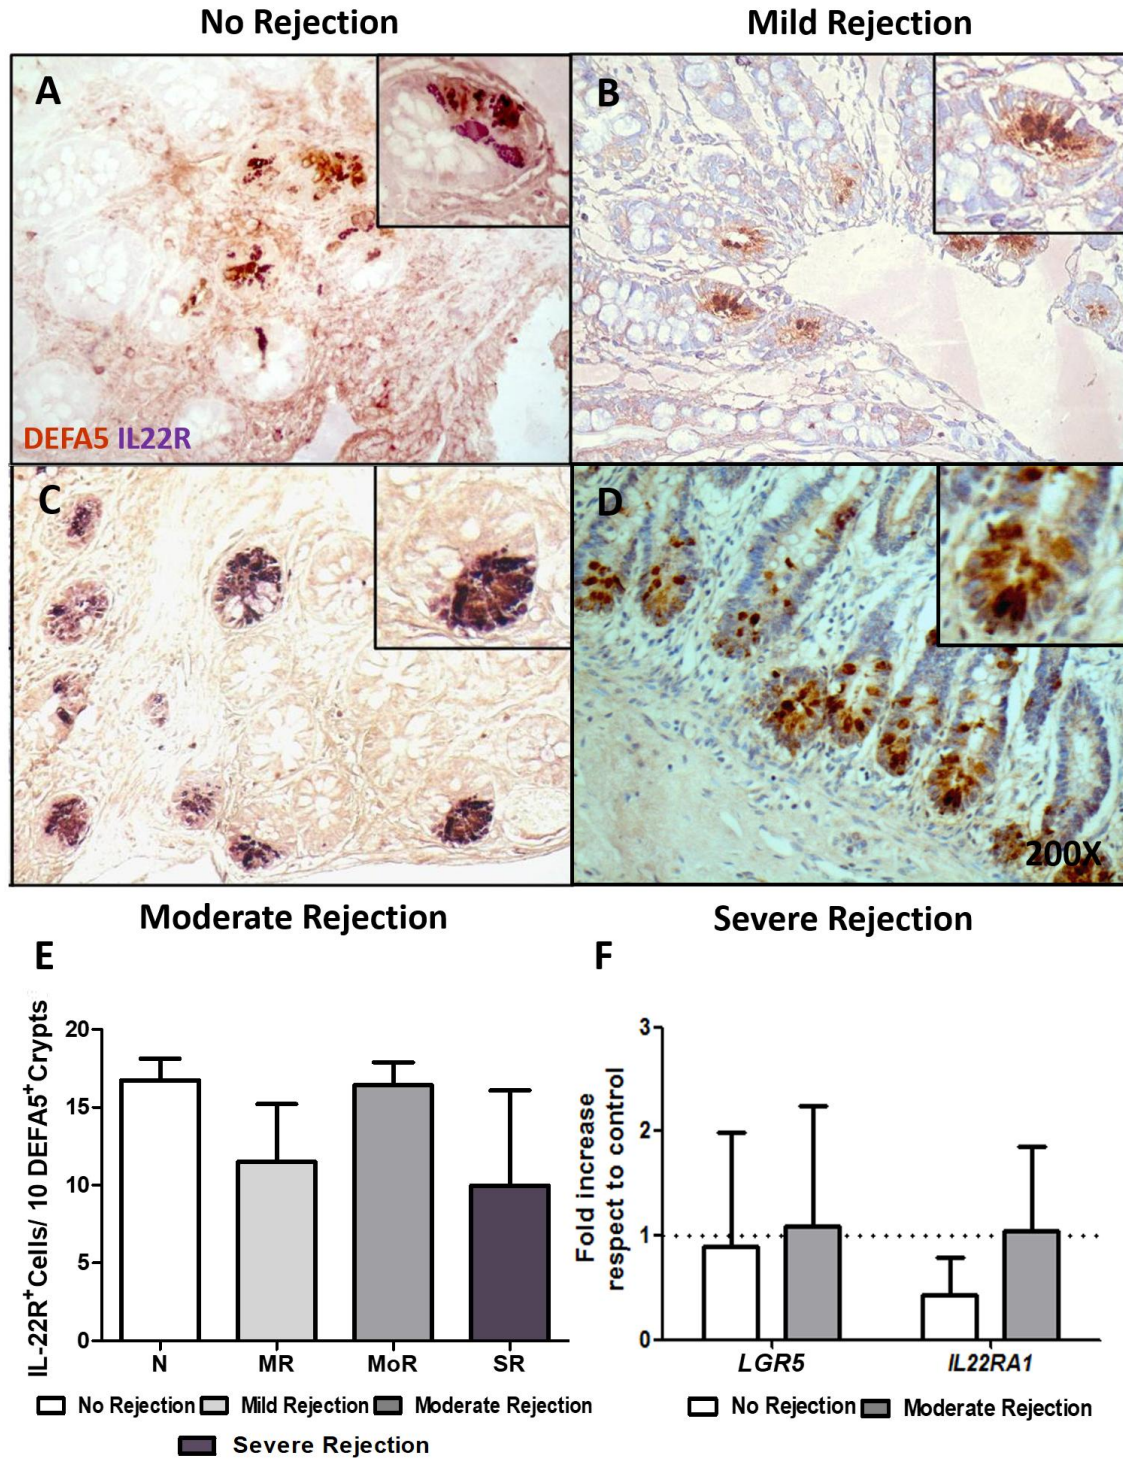 No Rejection
Mild Rejection
A
B
DEFA5 IL22R
C
D
200X
Moderate Rejection
Severe Rejection
E
F
IL-22R+Cells/ 10 DEFA5+Crypts
20
15
10
5
0
N
MR
MoR
SR
No Rejection
Mild Rejection
Moderate Rejection
Severe Rejection
Fold increase
respect to control
3
2
1
0
LGR5
IL22RA1
No Rejection
Moderate Rejection